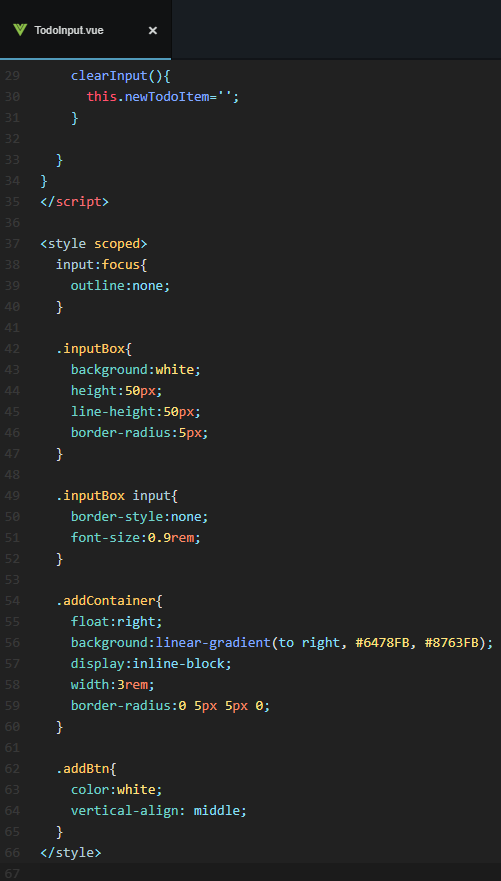 TodoInput.vue ×
29     clearInput(){
30       this.newTodoItem='';
31     }
32
33   }
34 }
35 </script>
36
37 <style scoped>
38   input:focus{
39     outline:none;
40   }
41
42   .inputBox{
43     background:white;
44     height:50px;
45     line-height:50px;
46     border-radius:5px;
47   }
48
49   .inputBox input{
50     border-style:none;
51     font-size:0.9rem;
52   }
53
54   .addContainer{
55     float:right;
56     background:linear-gradient(to right, #6478FB, #8763FB);
57     display:inline-block;
58     width:3rem;
59     border-radius:0 5px 5px 0;
60   }
61
62   .addBtn{
63     color:white;
64     vertical-align: middle;
65   }
66 </style>
67